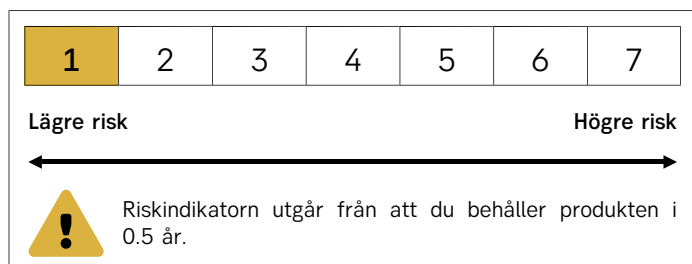 1 2 3 4 5 6 7
Lägre risk Högre risk
Riskindikatorn utgår från att du behåller produkten i
0.5 år.